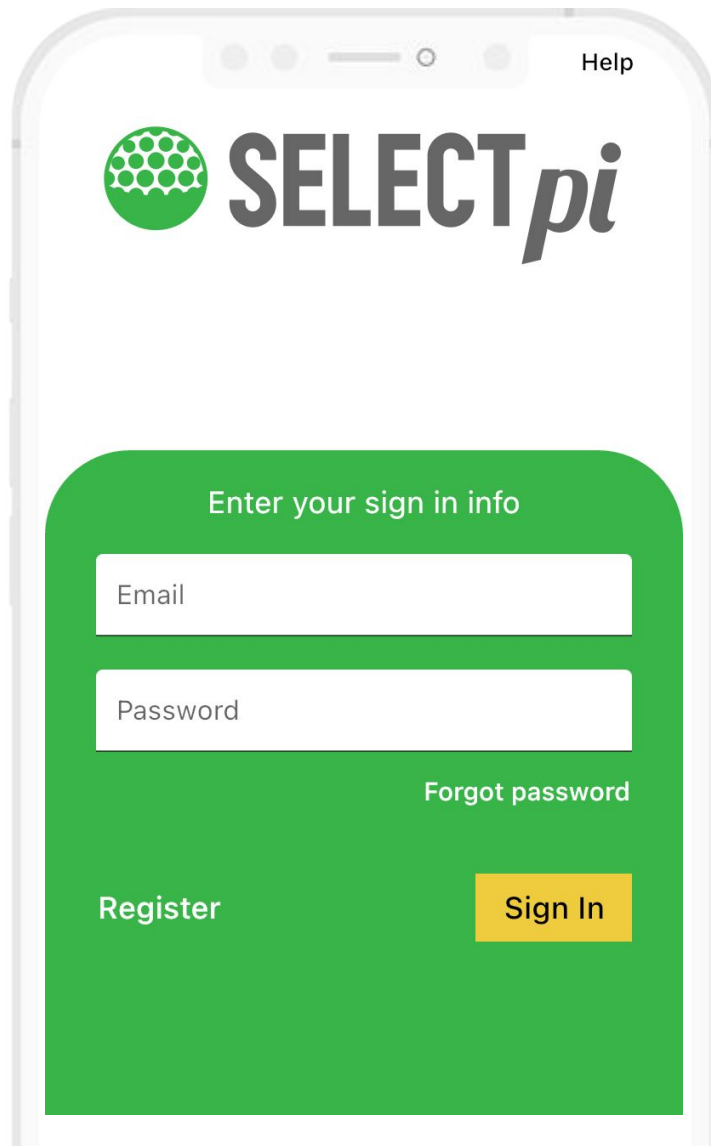 Help
SELECTpi
Enter your sign in info
Email
Password
Forgot password
Register
Sign In